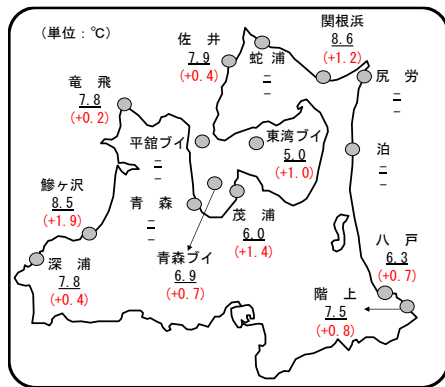 (単位:℃)
関根浜
8.6
(+1.2)
佐井
7.9
(+0.4)
蛇浦
–
–
尻労
–
–
竜飛
7.8
(+0.2)
平舘ブイ
–
–
東湾ブイ
5.0
(+1.0)
泊
–
–
鰺ヶ沢
8.5
(+1.9)
青森
–
–
茂浦
6.0
(+1.4)
青森ブイ
6.9
(+0.7)
八戸
6.3
(+0.7)
深浦
7.8
(+0.4)
階上
7.5
(+0.8)